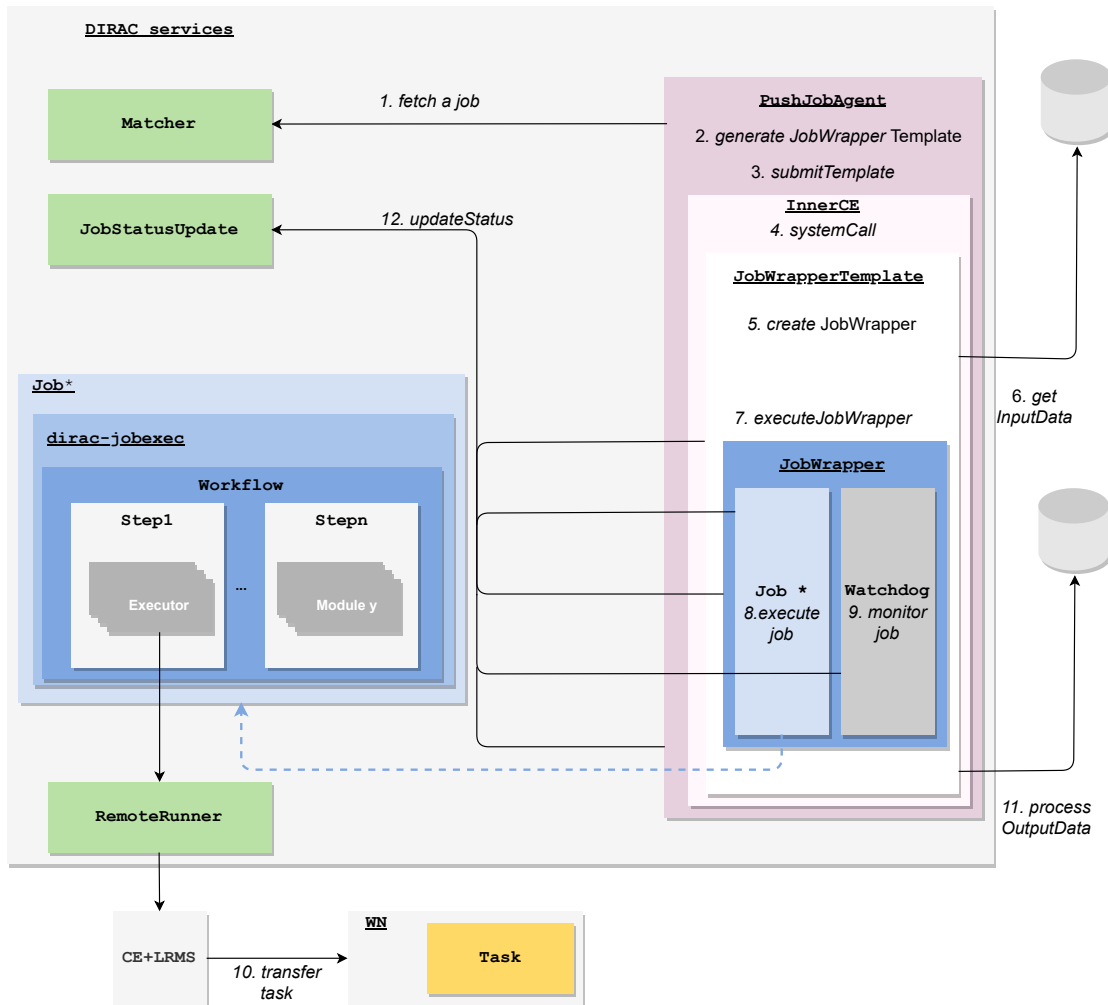 DIRAC services
PushJobAgent
1. fetch a job
Matcher
2. generate JobWrapper Template
3. submitTemplate
InnerCE
12. updateStatus
4. systemCall
JobStatusUpdate
JobWrapperTemplate
5. create JobWrapper
Job*
6. get
InputData
7. executeJobWrapper
dirac-jobexec
JobWrapper
Workflow
Step1
Stepn
...
Executor
Module y
Job *
8.execute
job
Watchdog
9. monitor
job
RemoteRunner
11. process
OutputData
WN
CE+LRMS
Task
10. transfer
task